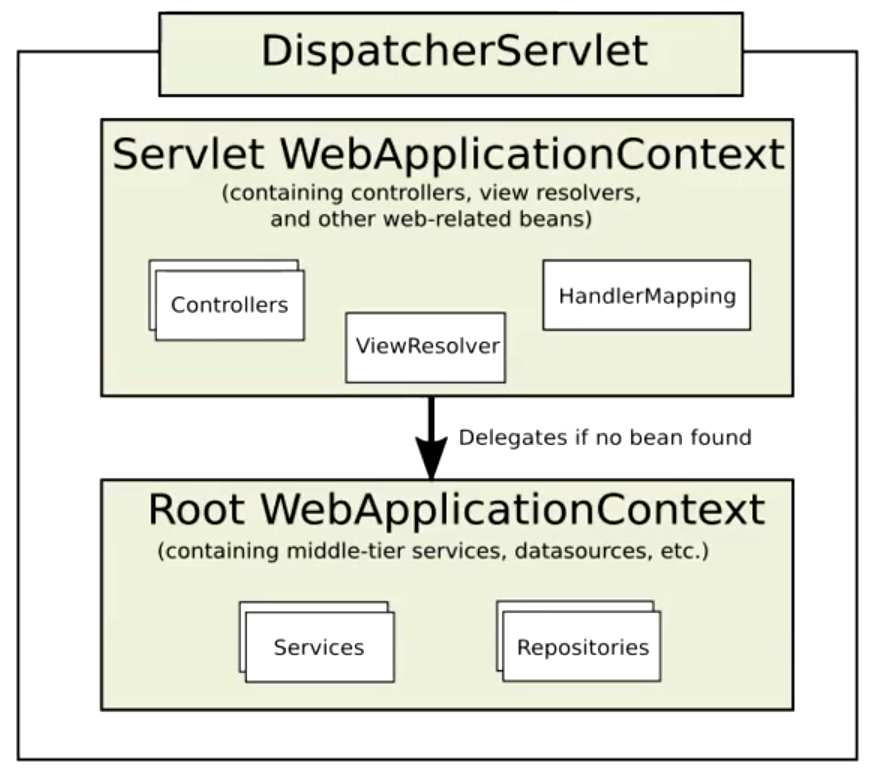 DispatcherServlet
Servlet WebApplicationContext
(containing controllers, view resolvers,
and other web-related beans)
Controllers
HandlerMapping
ViewResolver
Delegates if no bean found
Root WebApplicationContext
(containing middle-tier services, datasources, etc.)
Services
Repositories